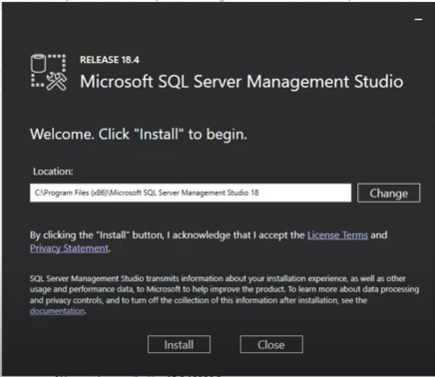 RELEASE 18.4
Microsoft SQL Server Management Studio
Welcome. Click "Install" to begin.
Location:
C:\Program Files (x86)\Microsoft SQL Server Management Studio 18
Change
By clicking the "Install" button, I acknowledge that I accept the License Terms and
Privacy Statement.
SQL Server Management Studio transmits information about your installation experience, as well as other
usage and performance data, to Microsoft to help improve the product. To learn more about data processing
and privacy controls, and to turn off the collection of this information after installation, see the
documentation.
Install
Close